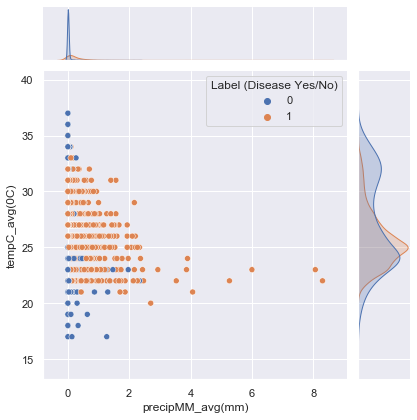 40
Label (Disease Yes/No)
0
1
35
30
25
20
15
tempC_avg(0C)
0 2 4 6 8
precipMM_avg(mm)